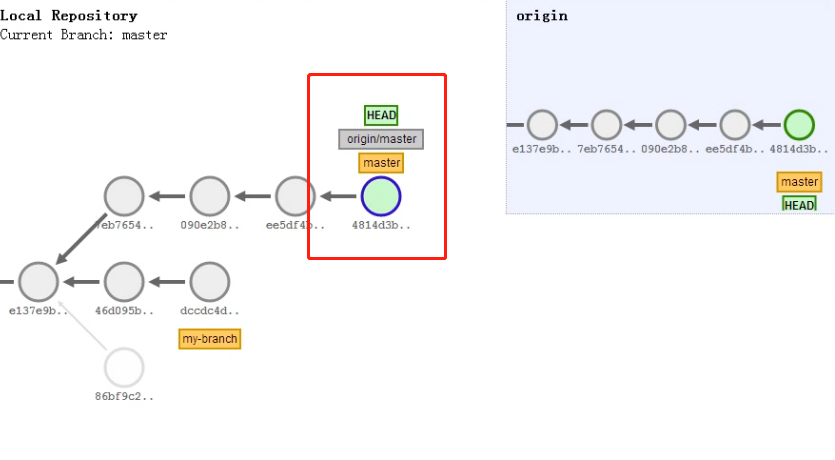 Local Repository
Current Branch: master
HEAD
origin/master
master
7eb7654..
090e2b8..
ee5df4b..
4814d3b..
e137e9b..
46d095b..
dccdc4d..
my-branch
86bf9c2..
origin
e137e9b..
7eb7654..
090e2b8..
ee5df4b..
4814d3b..
master
HEAD